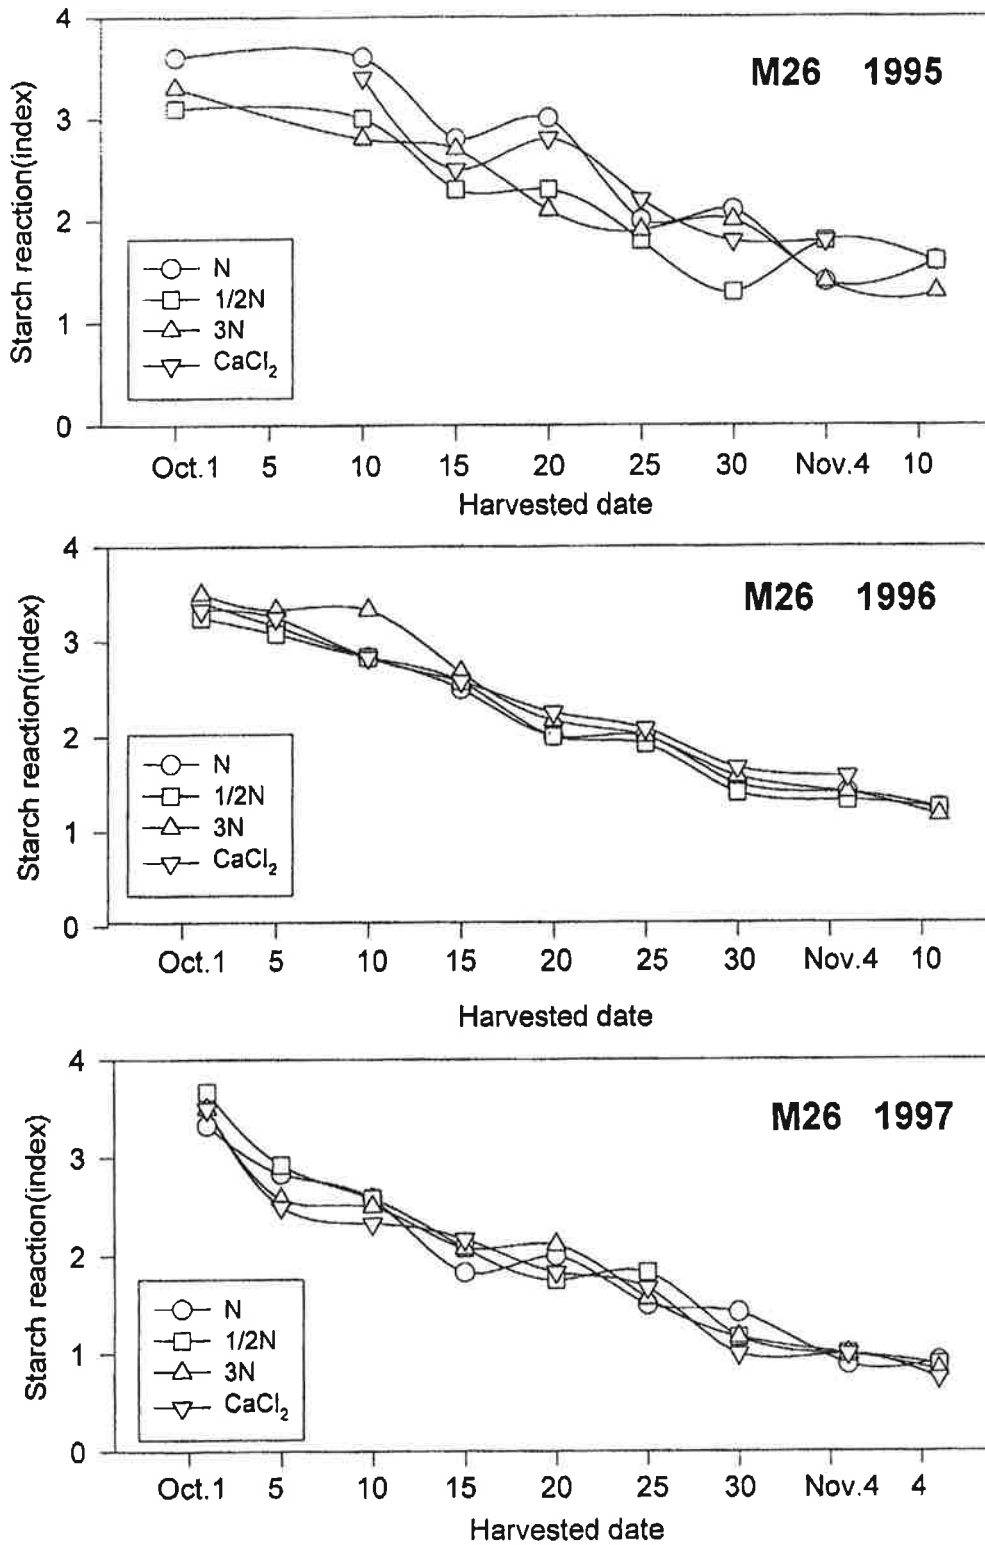 M26 1995
Starch reaction(index)
4
3
2
1
0
N
1/2N
3N
CaCl₂
Oct.1 5 10 15 20 25 30 Nov.4 10
Harvested date
M26 1996
Starch reaction(index)
4
3
2
1
0
N
1/2N
3N
CaCl₂
Oct.1 5 10 15 20 25 30 Nov.4 10
Harvested date
M26 1997
Starch reaction(index)
4
3
2
1
0
N
1/2N
3N
CaCl₂
Oct.1 5 10 15 20 25 30 Nov.4 4
Harvested date